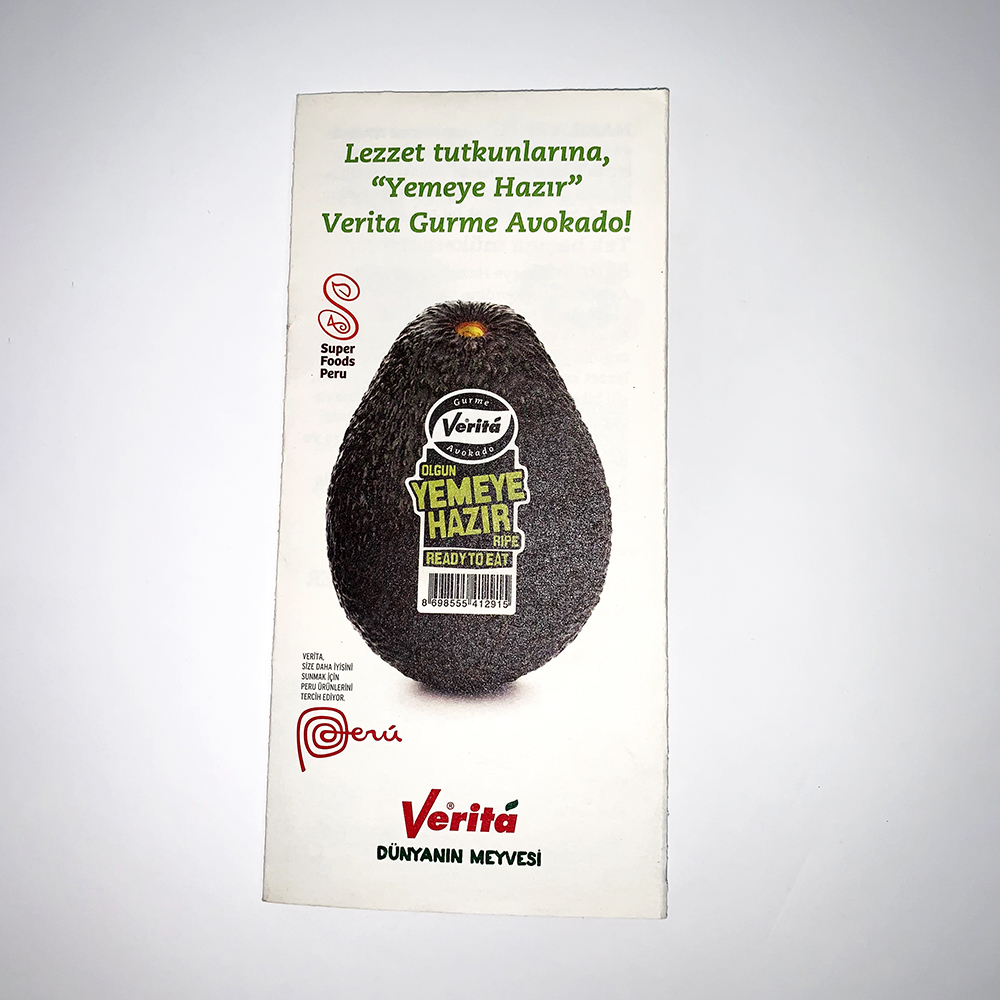 Lezzet tutkunlarına,
“Yemeye Hazır”
Verita Gurme Avokado!
Super
Foods
Peru
Gurme
Veritá
Avokado
OLGUN
YEMEYE
HAZIR
RIPE
READY TO EAT
8 698555 412915
VERİTA,
SİZE DAHA İYİSİNİ
SUNMAK İÇİN
PERU ÜRÜNLERİNİ
TERCİH EDİYOR.
Perú
Veritá®
DÜNYANIN MEYVESİ